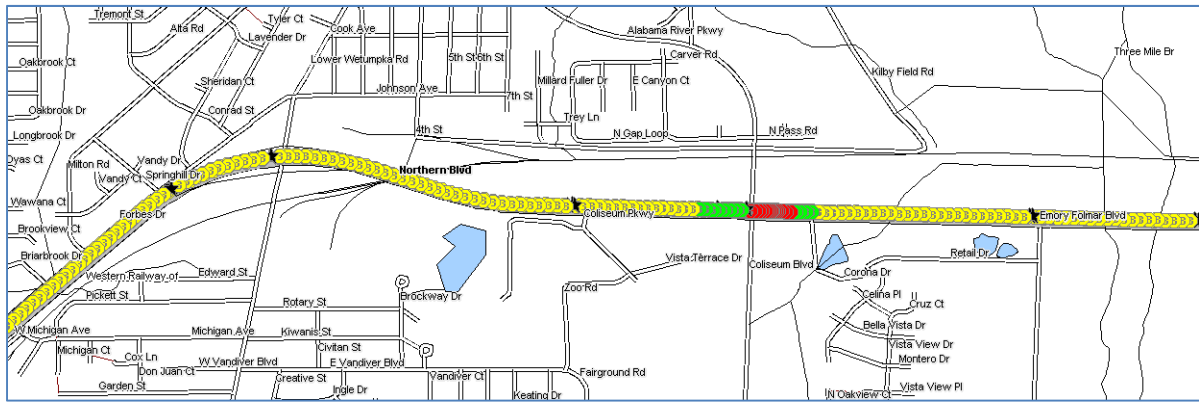 Tremont St
Tyler Ct
Alta Rd
Lavender Dr
Cook Ave
Alabama River Pkwy
Carver Rd
Three Mile Br
Oakbrook Ct
Lower Wetumpka Rd
5th St
6th St
Sheridan Ct
Millard Fuller Dr
E Canyon Ct
Kilby Field Rd
Johnson Ave
7th St
Oakbrook Dr
Conrad St
Trey Ln
Longbrook Dr
4th St
N Gap Loop
N Pass Rd
Dyas Ct
Milton Rd
Vandy Dr
Vandy Ct
Springhill Dr
Northern Blvd
Wawana Ct
Forbes Dr
Coliseum Pkwy
Emory Folmar Blvd
Brookview Ct
Briarbrook Dr
Western Railway of
Edward St
Vista Terrace Dr
Coliseum Blvd
Retail Dr
Corona Dr
Pickett St
Rotary St
Brockway Dr
Zoo Rd
Celina Pl
Cruz Ct
W Michigan Ave
Michigan Ave
Kiwanis St
Bella Vista Dr
Michigan Ct
Civitan St
Vista View Dr
Cox Ln
W Vandiver Blvd
E Vandiver Blvd
Montero Dr
Don Juan Ct
Creative St
Vandiver Ct
Fairground Rd
Garden St
Ingle Dr
Keating Dr
N Oakview Ct
Vista View Pl